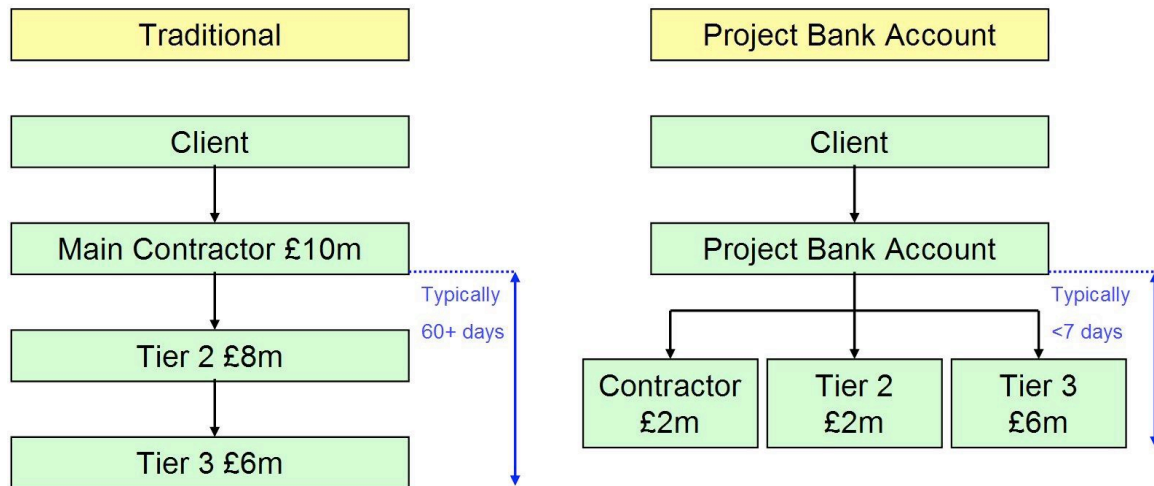 Traditional
Client
Main Contractor £10m
Typically
60+ days
Tier 2 £8m
Tier 3 £6m
Project Bank Account
Client
Project Bank Account
Typically
<7 days
Contractor
£2m
Tier 2
£2m
Tier 3
£6m